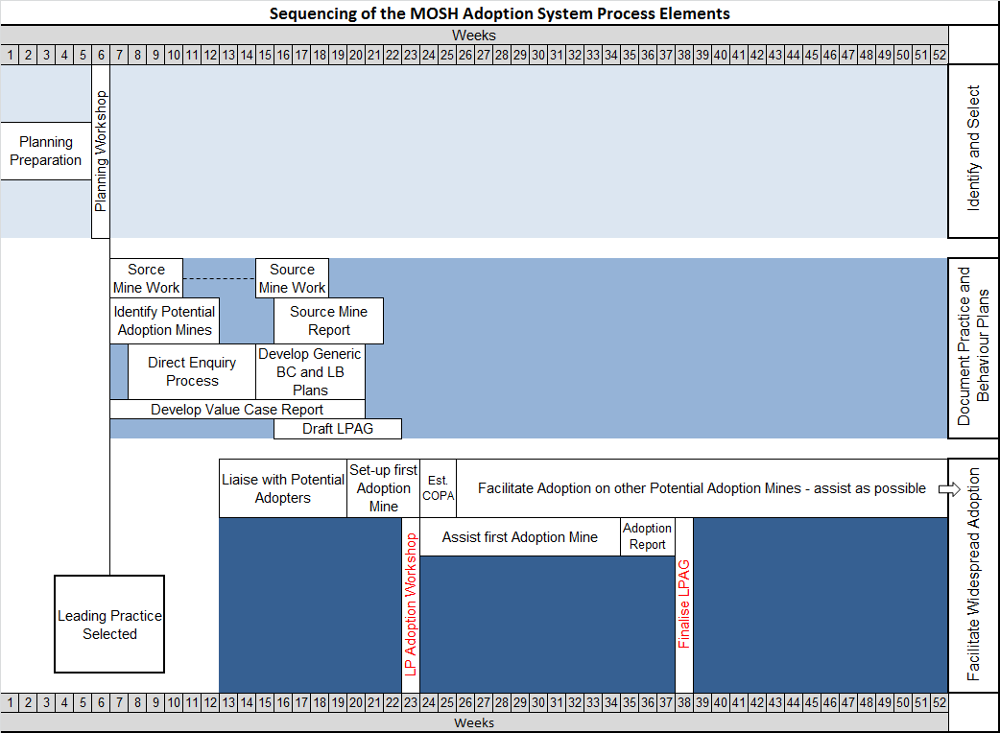 Sequencing of the MOSH Adoption System Process Elements
Weeks
1 2 3 4 5 6 7 8 9 10 11 12 13 14 15 16 17 18 19 20 21 22 23 24 25 26 27 28 29 30 31 32 33 34 35 36 37 38 39 40 41 42 43 44 45 46 47 48 49 50 51 52
Planning
Preparation
Planning Workshop
Identify and Select
Sorce
Mine Work
Source
Mine Work
Identify Potential
Adoption Mines
Source Mine
Report
Direct Enquiry
Process
Develop Generic
BC and LB
Plans
Develop Value Case Report
Draft LPAG
Document Practice and
Behaviour Plans
Liaise with Potential
Adopters
Set-up first
Adoption
Mine
Est.
COPA
Facilitate Adoption on other Potential Adoption Mines - assist as possible
LP Adoption Workshop
Assist first Adoption Mine
Adoption
Report
Finalise LPAG
Facilitate Widespread Adoption
Leading Practice
Selected
1 2 3 4 5 6 7 8 9 10 11 12 13 14 15 16 17 18 19 20 21 22 23 24 25 26 27 28 29 30 31 32 33 34 35 36 37 38 39 40 41 42 43 44 45 46 47 48 49 50 51 52
Weeks